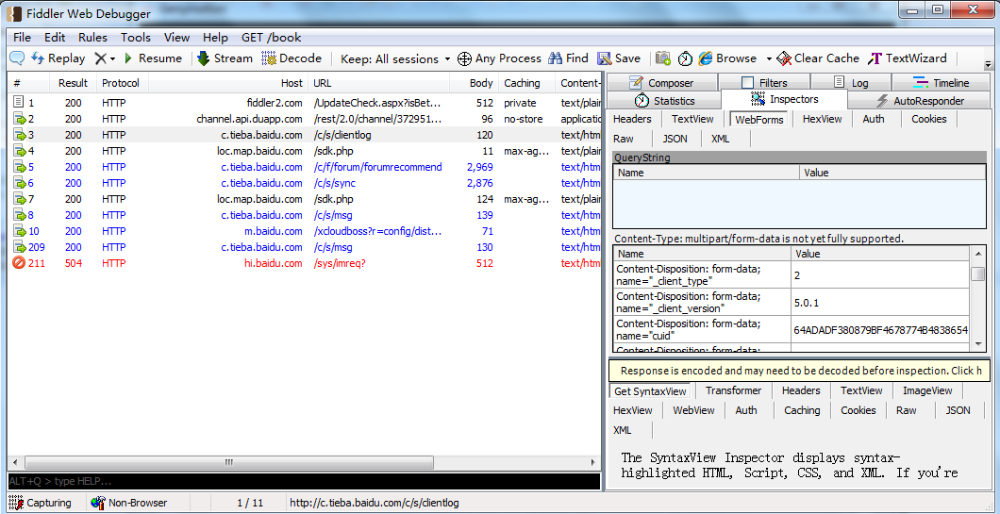 Fiddler Web Debugger
File Edit Rules Tools View Help GET /book
Replay Resume Stream Decode Keep: All sessions Any Process Find Save Browse Clear Cache TextWizard
# Result Protocol Host URL Body Caching Content-
1 200 HTTP fiddler2.com /UpdateCheck.aspx?isBet... 512 private text/plain
2 200 HTTP channel.api.duapp.com /rest/2.0/channel/372951... 96 no-store applicatio
3 200 HTTP c.tieba.baidu.com /c/s/clientlog 120 text/htm
4 200 HTTP loc.map.baidu.com /sdk.php 11 max-ag... text/plain
5 200 HTTP c.tieba.baidu.com /c/f/forum/forumrecommend 2,969 text/htm
6 200 HTTP c.tieba.baidu.com /c/s/sync 2,876 text/htm
7 200 HTTP loc.map.baidu.com /sdk.php 124 max-ag... text/plain
8 200 HTTP c.tieba.baidu.com /c/s/msg 139 text/htm
10 200 HTTP m.baidu.com /xcloudboss?r=config/dist... 71 text/htm
209 200 HTTP c.tieba.baidu.com /c/s/msg 130 text/htm
211 504 HTTP hi.baidu.com /sys/imreq? 512 text/htm
ALT+Q > type HELP...
Composer Filters Log Timeline
Statistics Inspectors AutoResponder
Headers TextView WebForms HexView Auth Cookies
Raw JSON XML
QueryString
Name Value
Content-Type: multipart/form-data is not yet fully supported.
Name Value
Content-Disposition: form-data;
name="_client_type" 2
Content-Disposition: form-data;
name="_client_version" 5.0.1
Content-Disposition: form-data;
name="cuid" 64ADADF380879BF4678774B4838654
Response is encoded and may need to be decoded before inspection. Click h
Get SyntaxView Transformer Headers TextView ImageView
HexView WebView Auth Caching Cookies Raw JSON
XML
The SyntaxView Inspector displays syntax-
highlighted HTML, Script, CSS, and XML. If you're
Capturing Non-Browser 1 / 11 http://c.tieba.baidu.com/c/s/clientlog